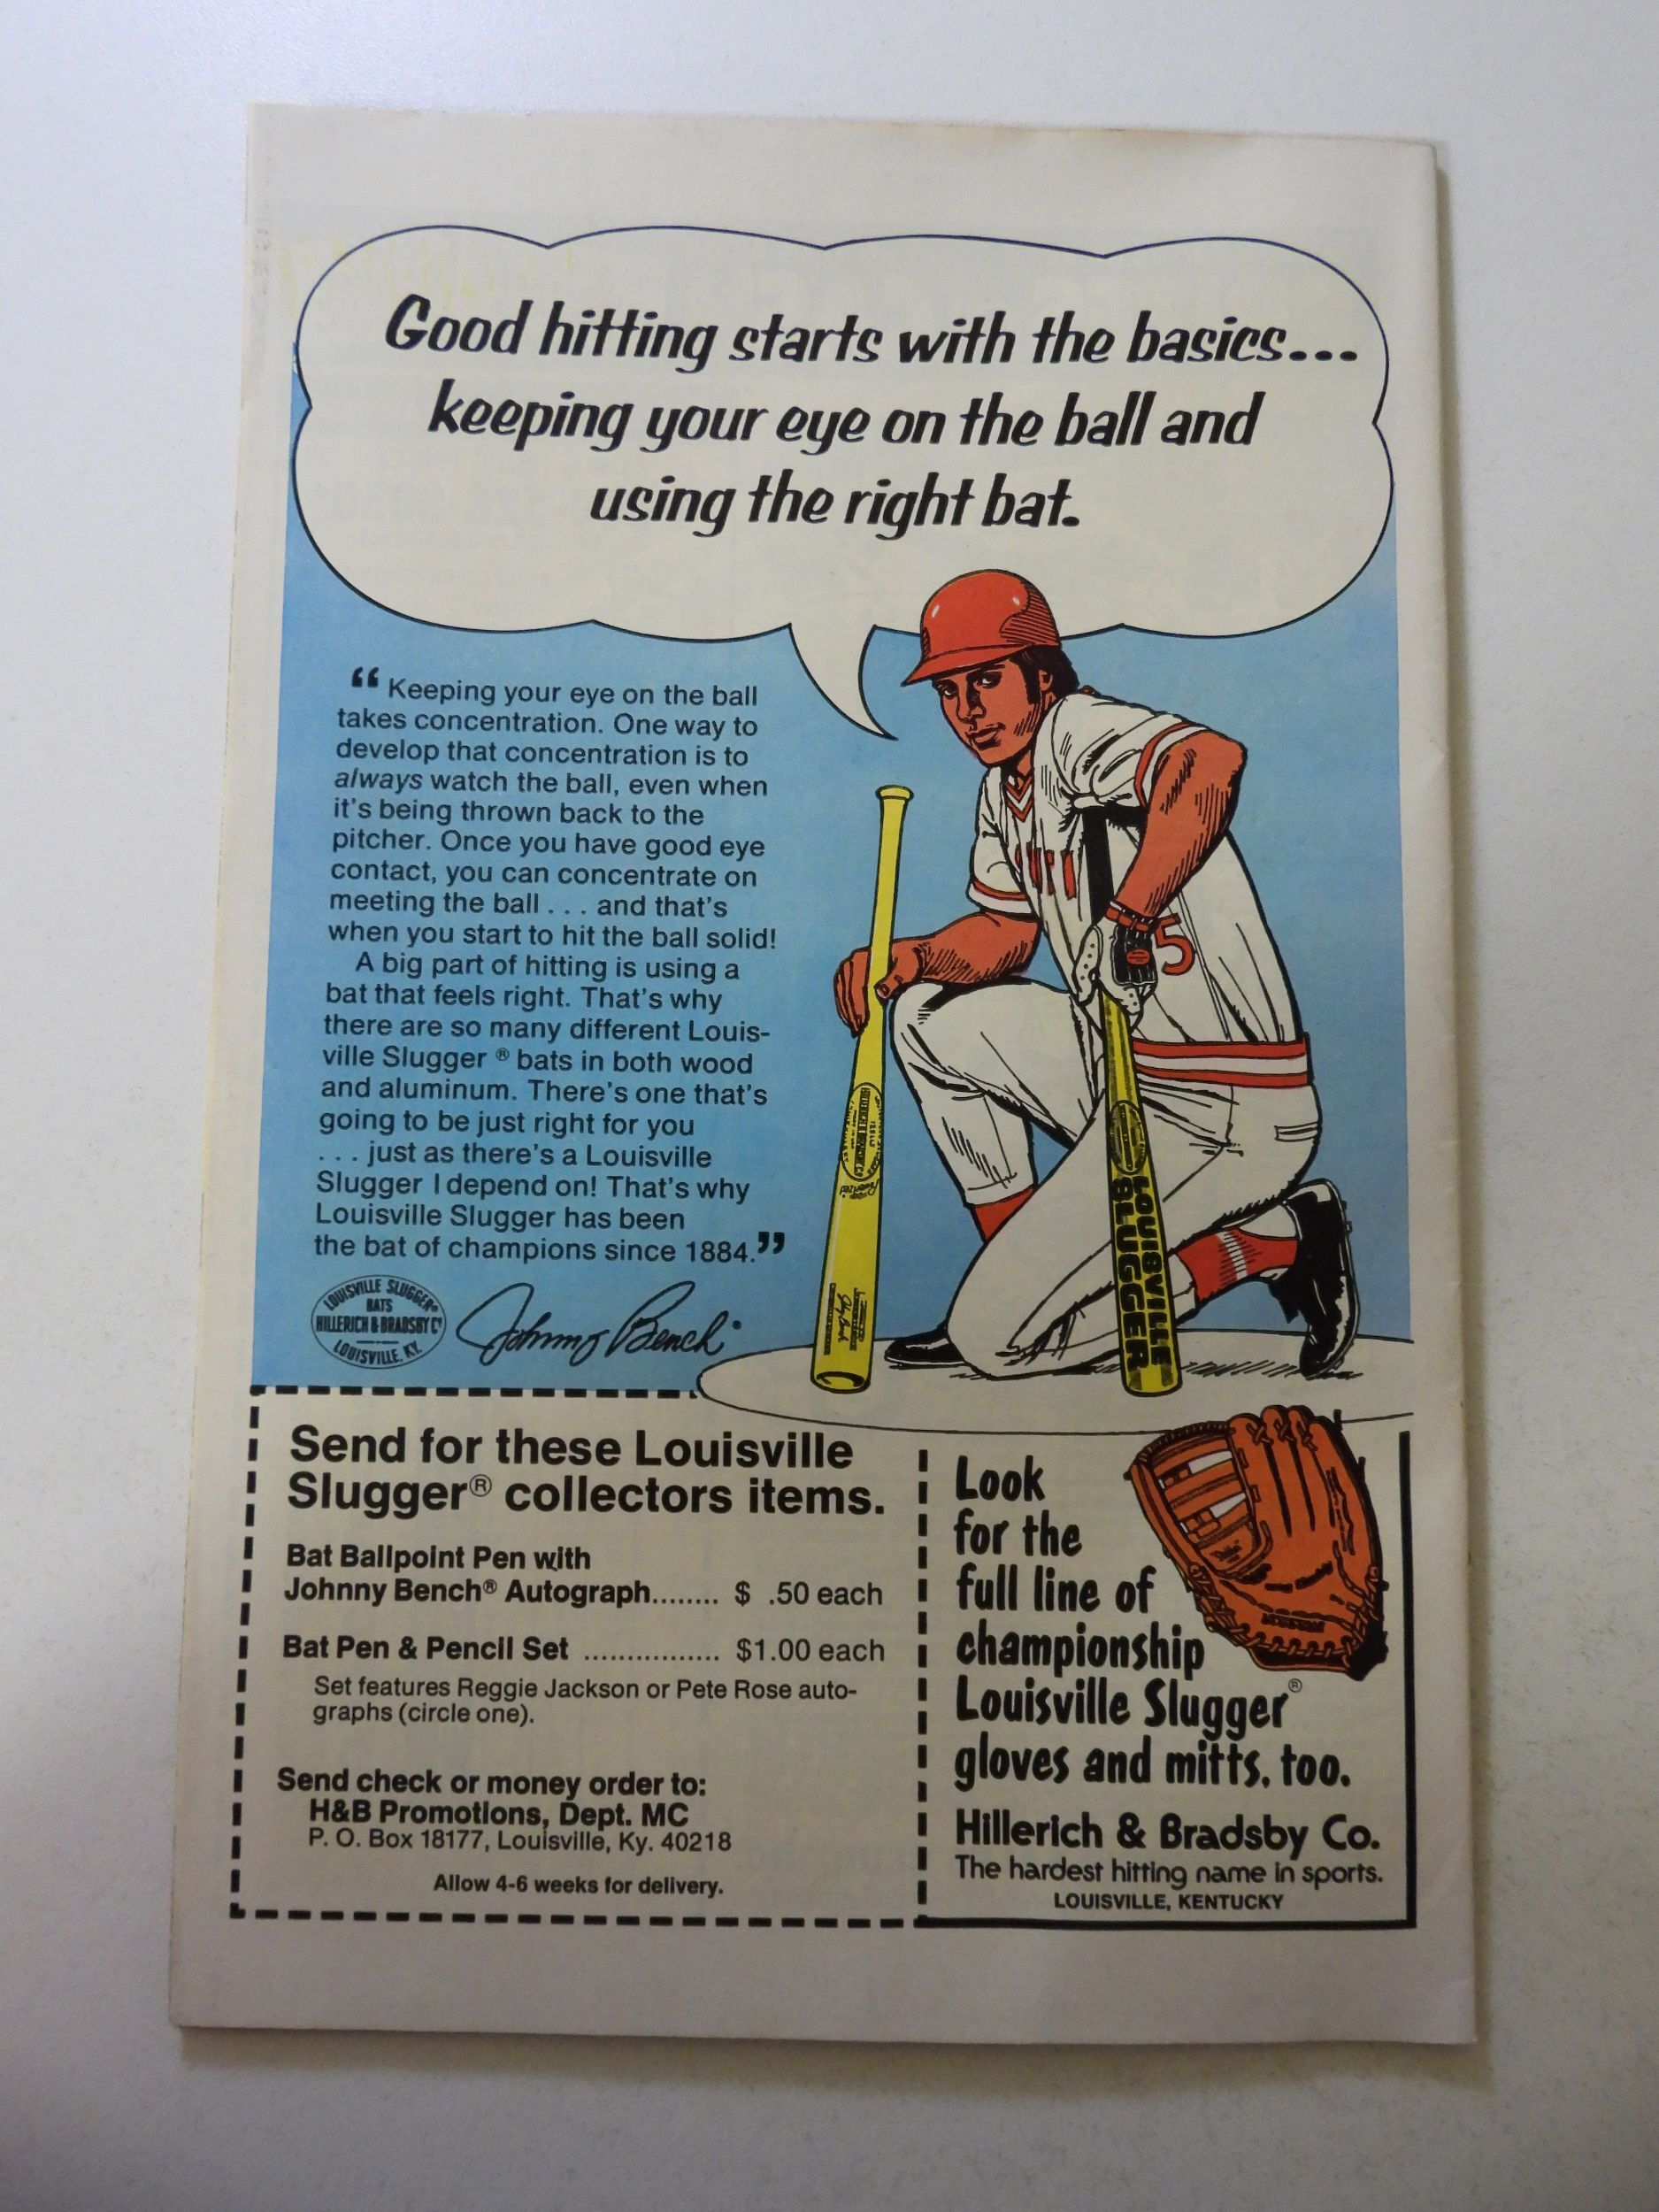 Good hitting starts with the basics...
keeping your eye on the ball and
using the right bat.
“ Keeping your eye on the ball
takes concentration. One way to
develop that concentration is to
always watch the ball, even when
it's being thrown back to the
pitcher. Once you have good eye
contact, you can concentrate on
meeting the ball . . . and that's
when you start to hit the ball solid!
A big part of hitting is using a
bat that feels right. That's why
there are so many different Louis-
ville Slugger ® bats in both wood
and aluminum. There's one that's
going to be just right for you
. . . just as there's a Louisville
Slugger I depend on! That's why
Louisville Slugger has been
the bat of champions since 1884.”
LOUISVILLE SLUGGER®
BATS
HILLERICH & BRADSBY Cº
LOUISVILLE, KY.
Johnny Bench
5
LOUISVILLE
SLUGGER
Send for these Louisville
Slugger® collectors items.
Bat Ballpoint Pen with
Johnny Bench® Autograph........ $ .50 each
Bat Pen & Pencil Set ................ $1.00 each
Set features Reggie Jackson or Pete Rose auto-
graphs (circle one).
Send check or money order to:
H&B Promotions, Dept. MC
P. O. Box 18177, Louisville, Ky. 40218
Allow 4-6 weeks for delivery.
Look
for the
full line of
championship
Louisville Slugger®
gloves and mitts, too.
Hillerich & Bradsby Co.
The hardest hitting name in sports.
LOUISVILLE, KENTUCKY